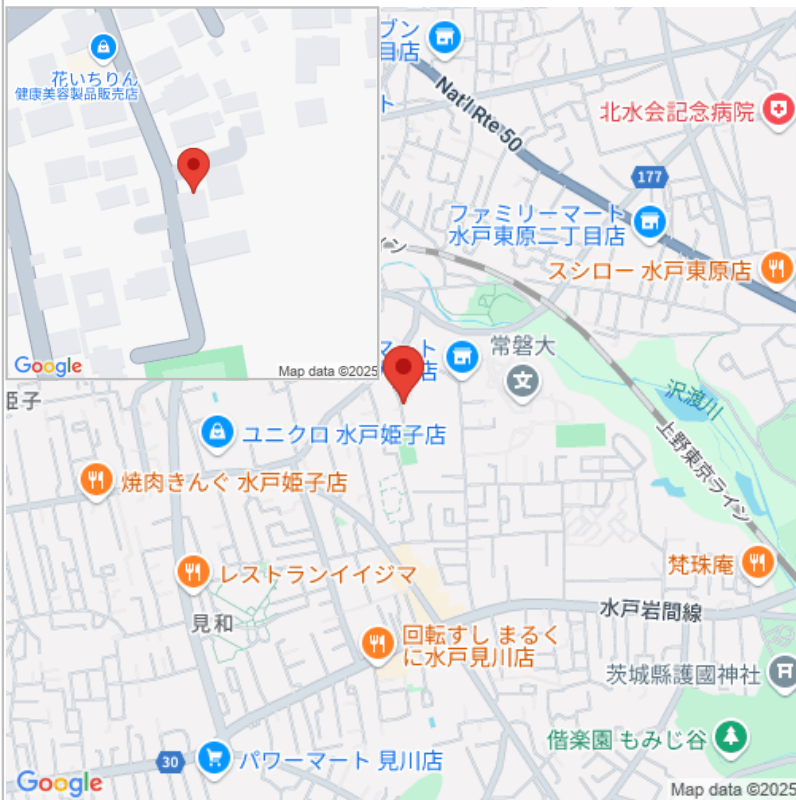 花いちりん
健康美容製品販売店
Google
Map data ©2025
ブン
目店
ト
Nat'l Rte 50
北水会記念病院
177
ファミリーマート
水戸東原二丁目店
スシロー 水戸東原店
イン
マート
店
常磐大
文
沢渡川
上野東京ライン
姫子
ユニクロ 水戸姫子店
焼肉きんぐ 水戸姫子店
レストランイイジマ
見和
梵珠庵
水戸岩間線
回転すし まるく
に水戸見川店
茨城縣護國神社
偕楽園 もみじ谷
30
パワーマート 見川店
Google
Map data ©2025